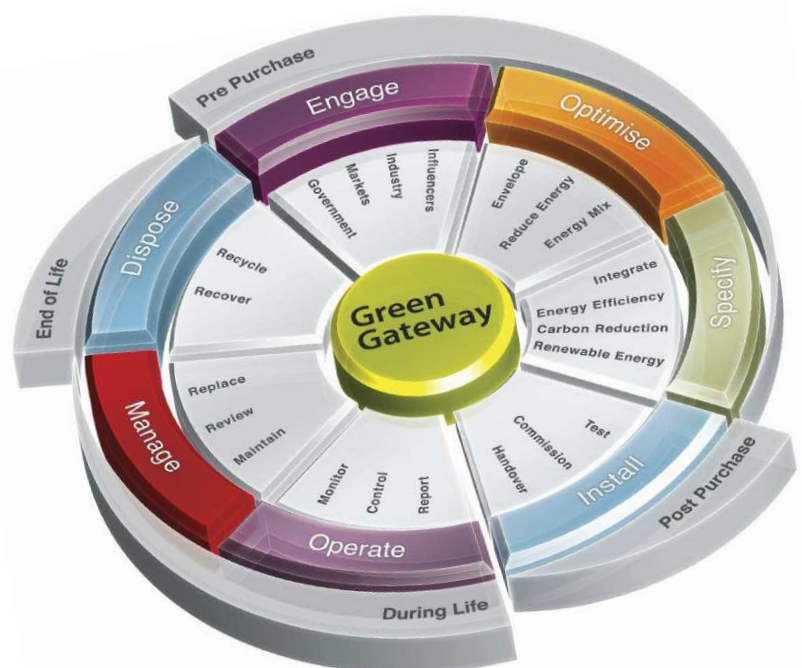 Pre Purchase
Engage
Government
Markets
Industry
Influencers
Optimise
Envelope
Reduce Energy
Energy Mix
Specify
Integrate
Energy Efficiency
Carbon Reduction
Renewable Energy
Post Purchase
Install
Test
Commission
Handover
During Life
Operate
Monitor
Control
Report
Manage
Replace
Review
Maintain
End of Life
Dispose
Recycle
Recover
Green
Gateway